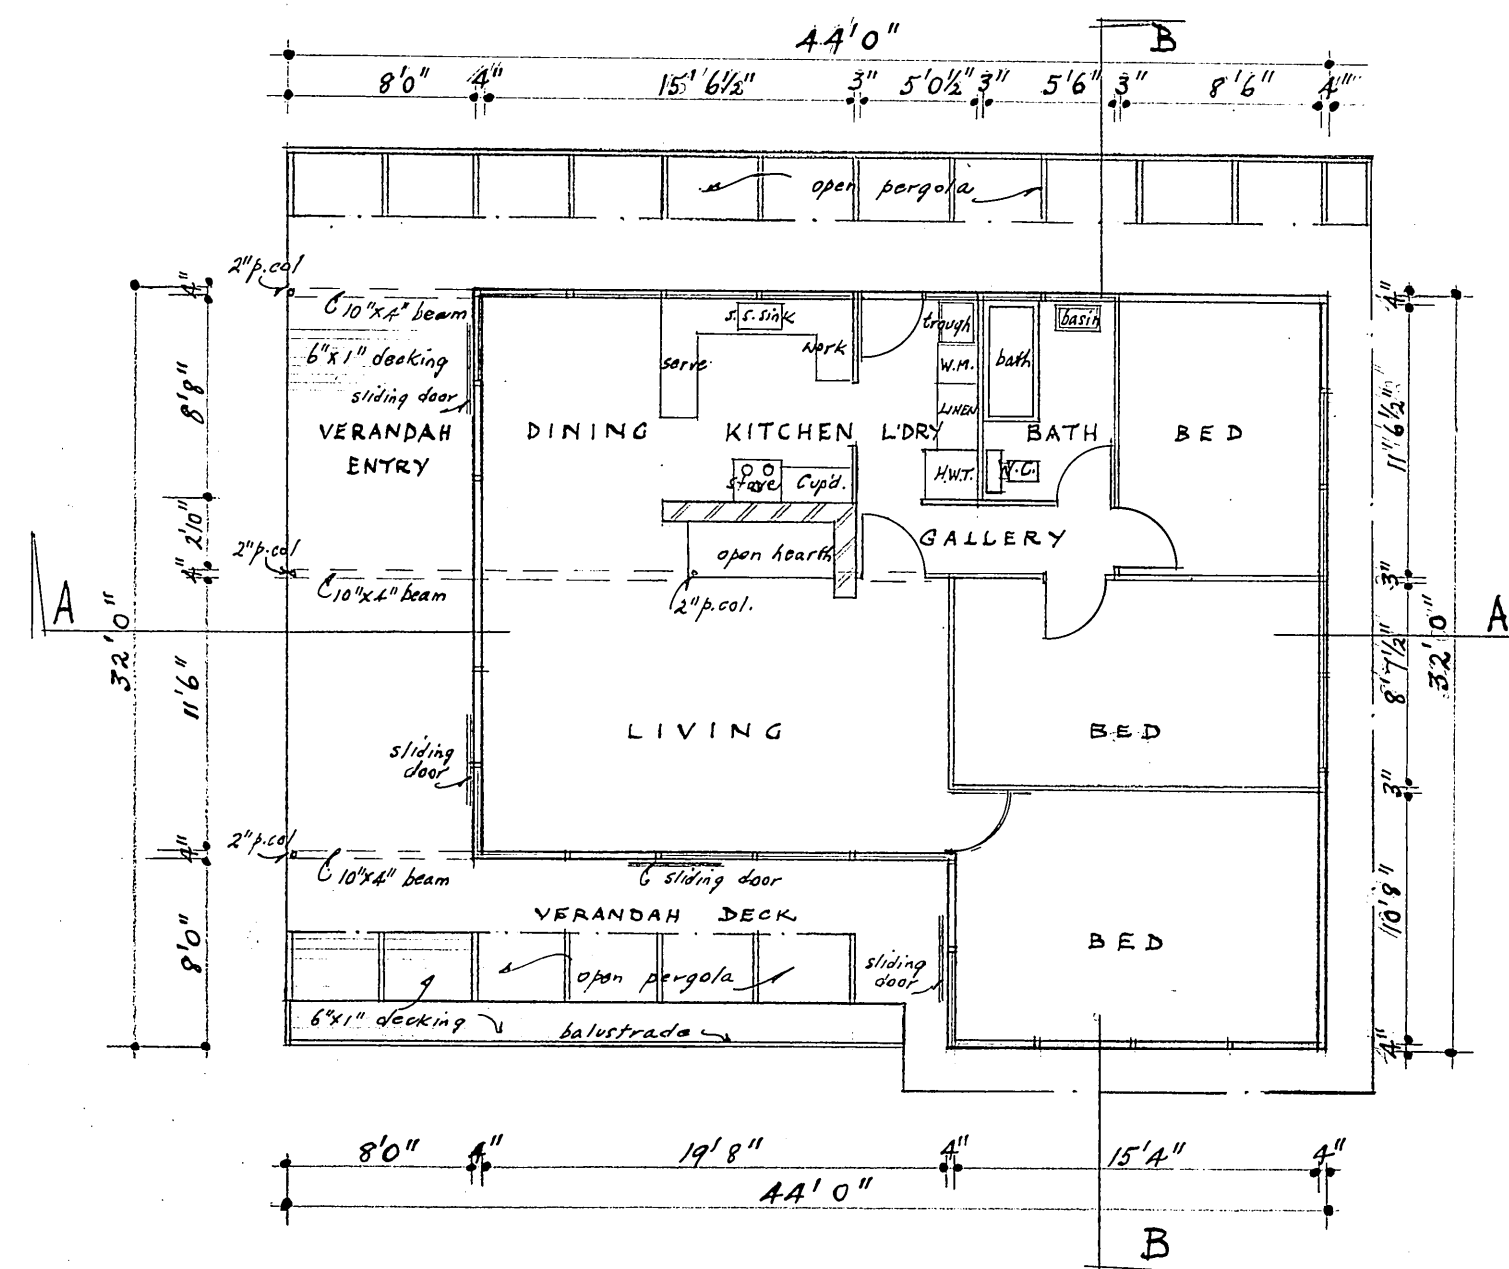 44'0"
B
8'0" 4" 15'6½" 3" 5'0½" 3" 5'6" 3" 8'6" 4"
open pergola
2"p.col
10"x4" beam
6"x1" decking
sliding door
VERANDAH
ENTRY
DINING
KITCHEN
L'DRY
BATH
BED
s.s.sink
work
serve
trough
W.M.
LINEN
H.W.T.
bath
basin
W.C.
stove
Cup'd.
open hearth
GALLERY
2"p.col
10"x4" beam
2"p.col.
A
A
4"
8'8"
2'10"
4"
11'6"
4"
8'0"
32'0"
4"
11'6½"
3"
8'7½"
3"
10'8"
4"
32'0"
LIVING
BED
sliding
door
2"p.col
10"x4" beam
sliding door
VERANDAH DECK
BED
open pergola
sliding
door
6"x1" decking
balustrade
8'0" 4" 19'8" 4" 15'4" 4"
44'0"
B